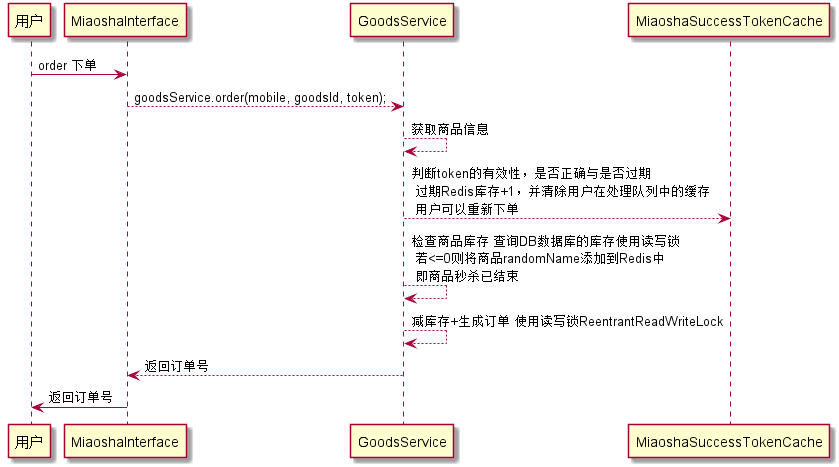 用户
MiaoshaInterface
GoodsService
MiaoshaSuccessTokenCache
order 下单
goodsService.order(mobile, goodsId, token);
获取商品信息
判断token的有效性，是否正确与是否过期
过期Redis库存+1，并清除用户在处理队列中的缓存
用户可以重新下单
检查商品库存 查询DB数据库的库存使用读写锁
若<=0则将商品randomName添加到Redis中
即商品秒杀已结束
减库存+生成订单 使用读写锁ReentrantReadWriteLock
返回订单号
返回订单号
用户
MiaoshaInterface
GoodsService
MiaoshaSuccessTokenCache